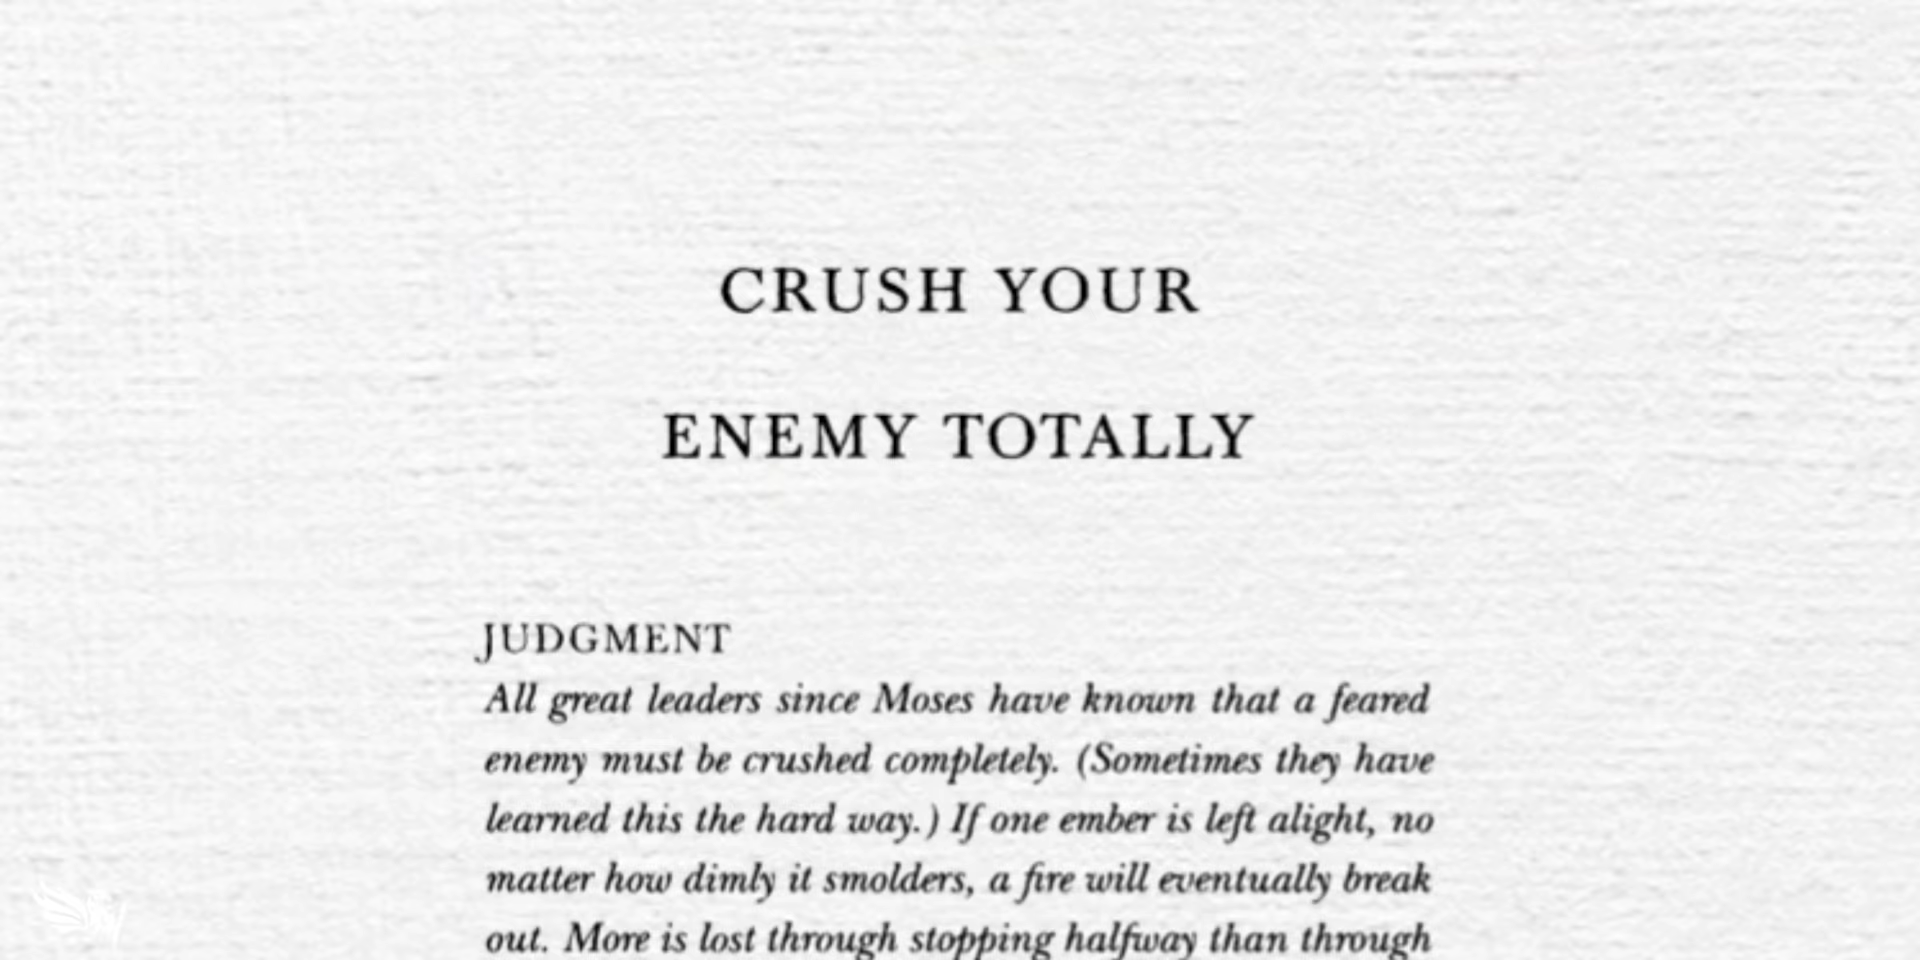 CRUSH YOUR
ENEMY TOTALLY
JUDGMENT
All great leaders since Moses have known that a feared
enemy must be crushed completely. (Sometimes they have
learned this the hard way.) If one ember is left alight, no
matter how dimly it smolders, a fire will eventually break
out. More is lost through stopping halfway than through